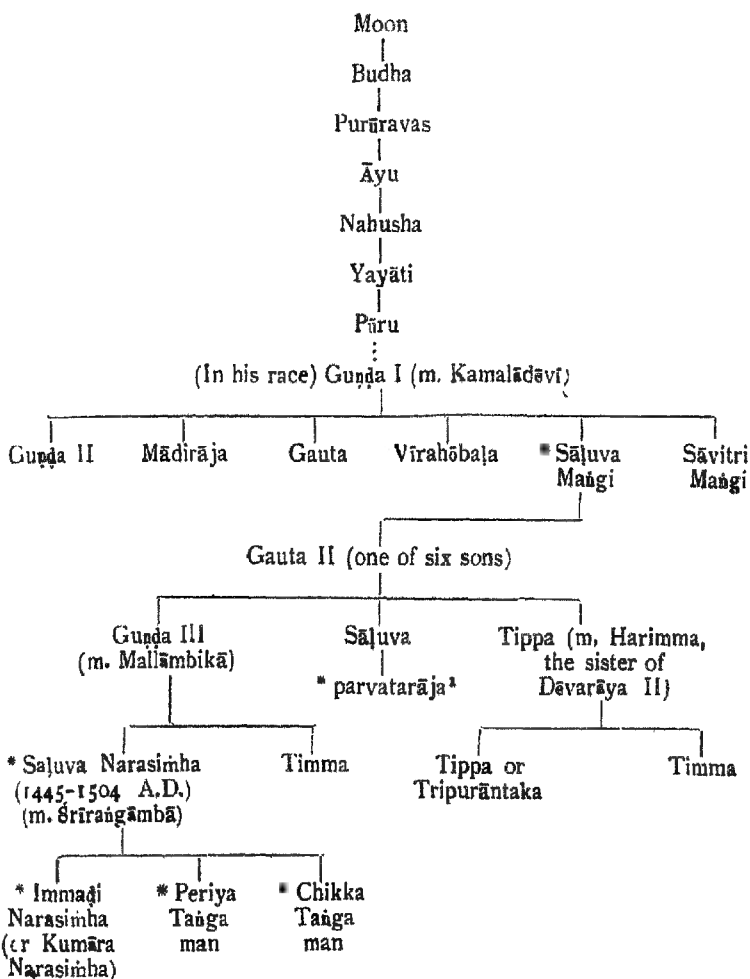 Moon
Budha
Purūravas
Āyu
Nahusha
Yayāti
Pūru
(In his race) Guṇḍa I (m. Kamalādēvī)
Guṇḍa II Mādirāja Gauta Vīrahōbaḷa * Sāḷuva Sāvitri
Maṅgi Maṅgi
Gauta II (one of six sons)
Guṇḍa III Sāḷuva Tippa (m, Harimma,
(m. Mallāmbikā) * parvatarāja¹ the sister of
Dēvarāya II)
* Saḷuva Narasiṁha Timma Tippa or Timma
(1445-1504 A.D.) Tripurāntaka
(m. Śrīraṅgāmbā)
* Immaḍi * Periya * Chikka
Narasiṁha Taṅga Taṅga
(or Kumāra man man
Narasiṁha)